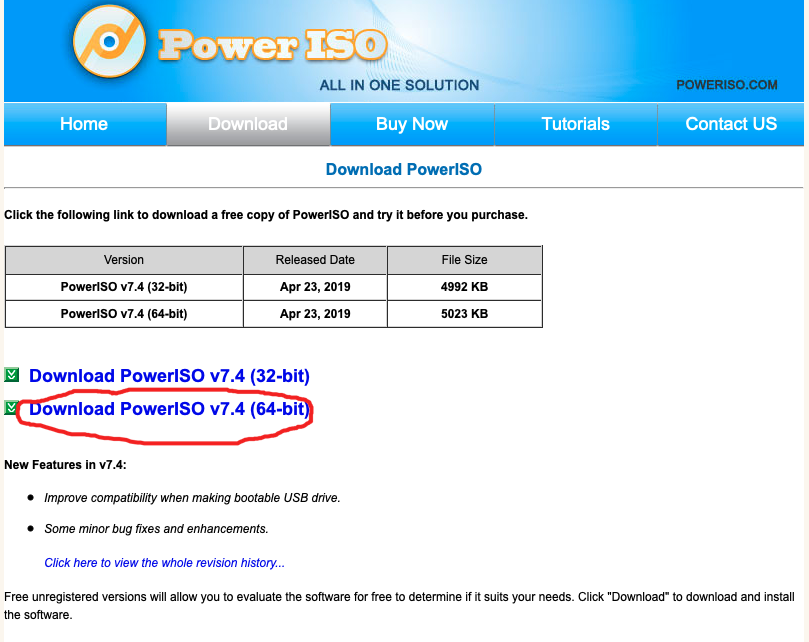 Power ISO
ALL IN ONE SOLUTION
POWERISO.COM
Home Download Buy Now Tutorials Contact US
Download PowerISO
Click the following link to download a free copy of PowerISO and try it before you purchase.
Version Released Date File Size
PowerISO v7.4 (32-bit) Apr 23, 2019 4992 KB
PowerISO v7.4 (64-bit) Apr 23, 2019 5023 KB
Download PowerISO v7.4 (32-bit)
Download PowerISO v7.4 (64-bit)
New Features in v7.4:
Improve compatibility when making bootable USB drive.
Some minor bug fixes and enhancements.
Click here to view the whole revision history...
Free unregistered versions will allow you to evaluate the software for free to determine if it suits your needs. Click "Download" to download and install
the software.